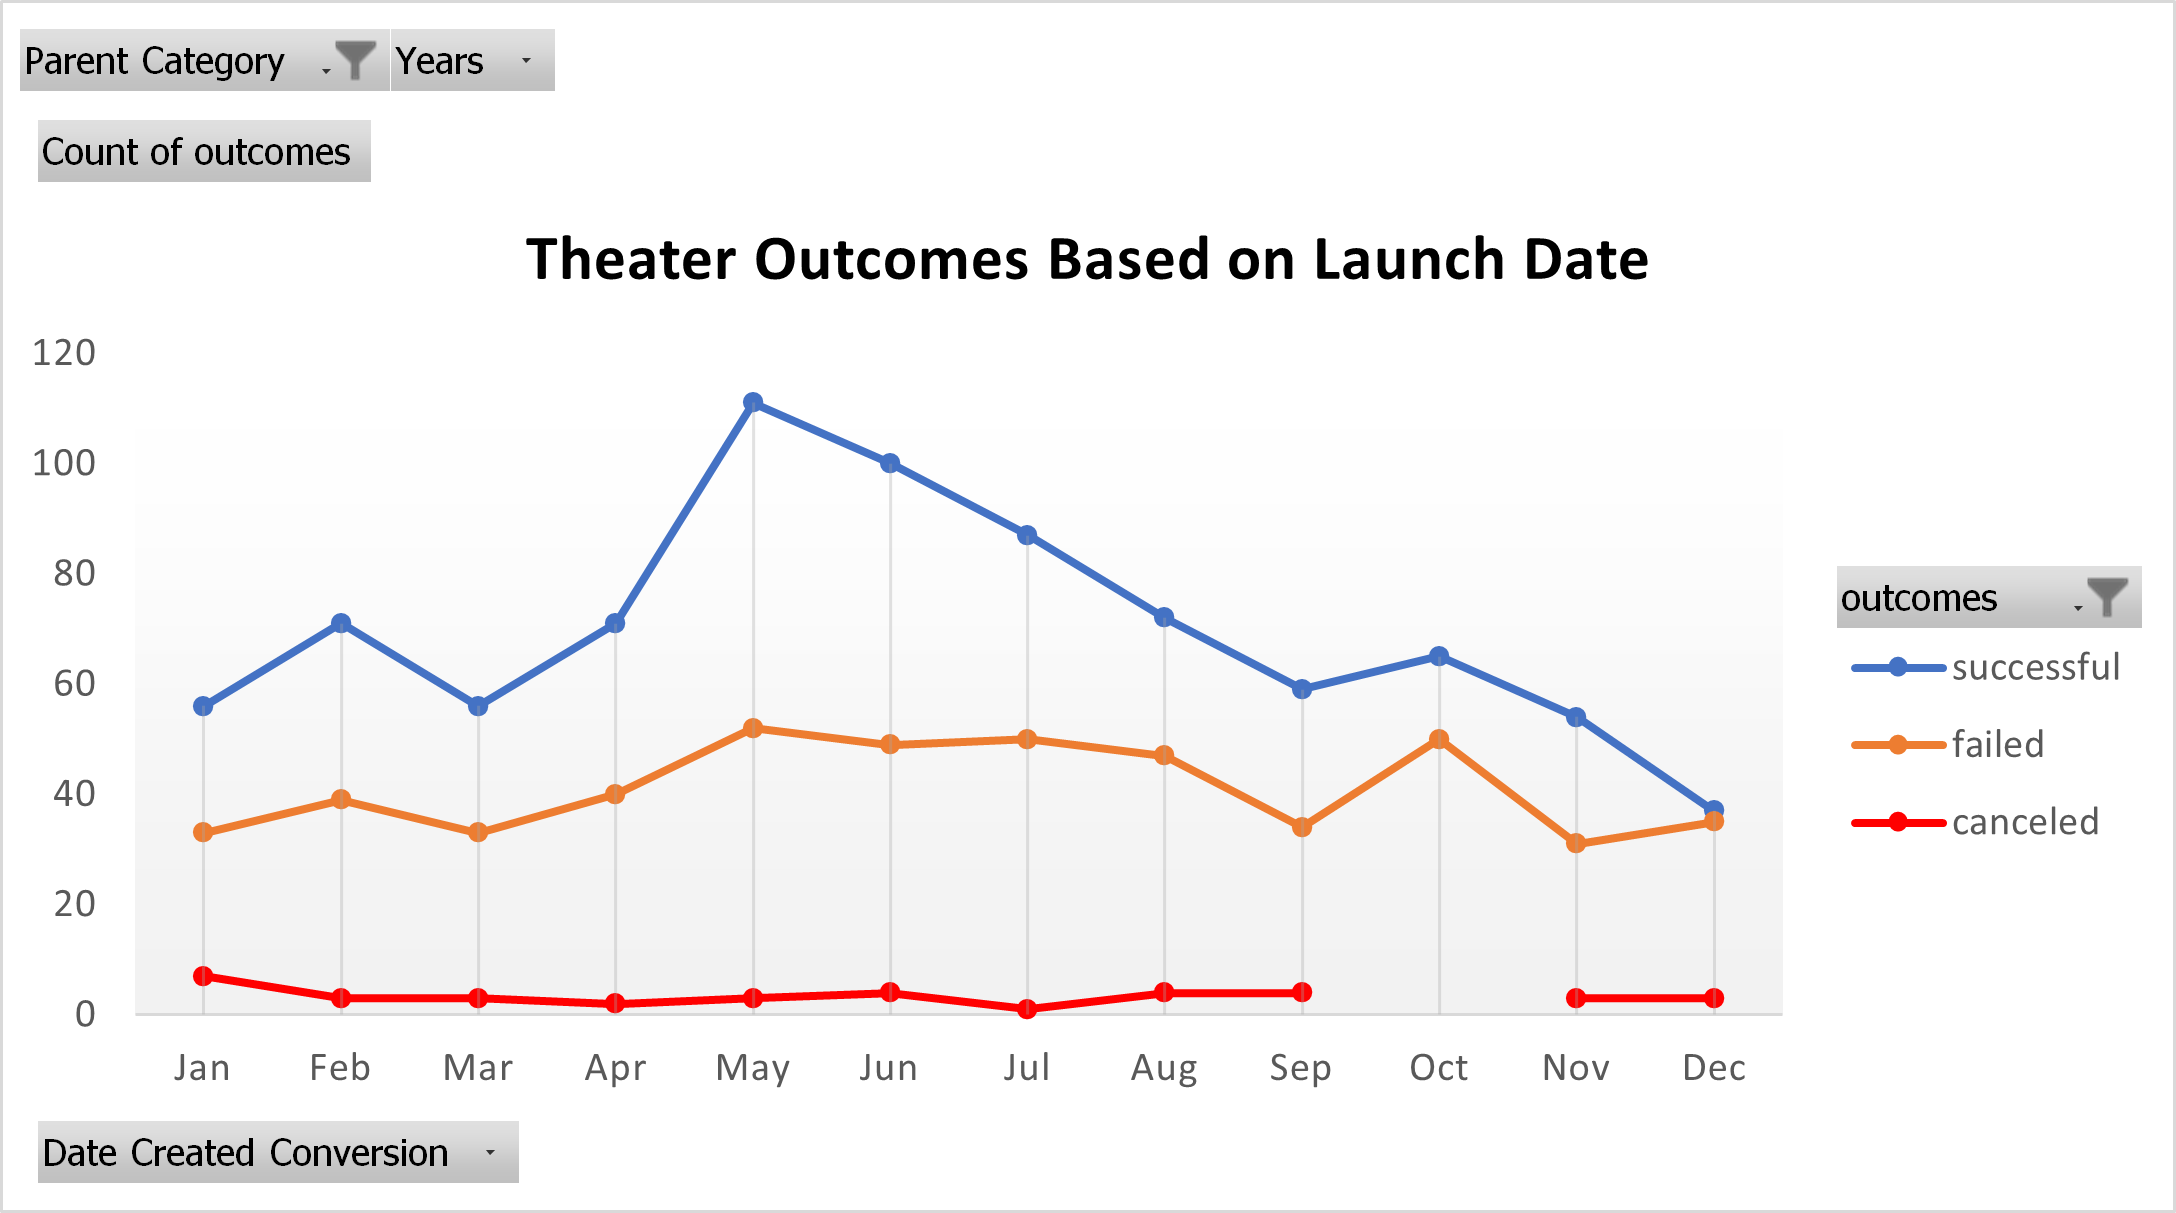 Parent Category Years
Count of outcomes
Theater Outcomes Based on Launch Date
120
100
80
60
40
20
0
Jan Feb Mar Apr May Jun Jul Aug Sep Oct Nov Dec
outcomes
successful
failed
canceled
Date Created Conversion